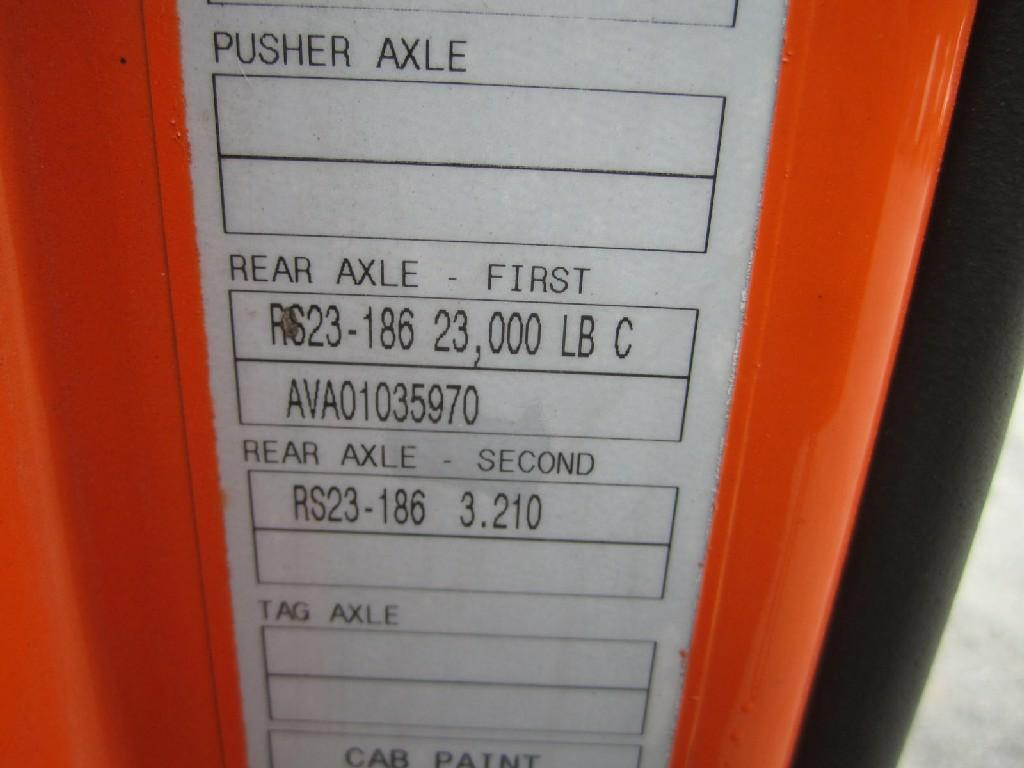 PUSHER AXLE
REAR AXLE - FIRST
RS23-186 23,000 LB C
AVA01035970
REAR AXLE - SECOND
RS23-186 3.210
TAG AXLE
CAB PAINT